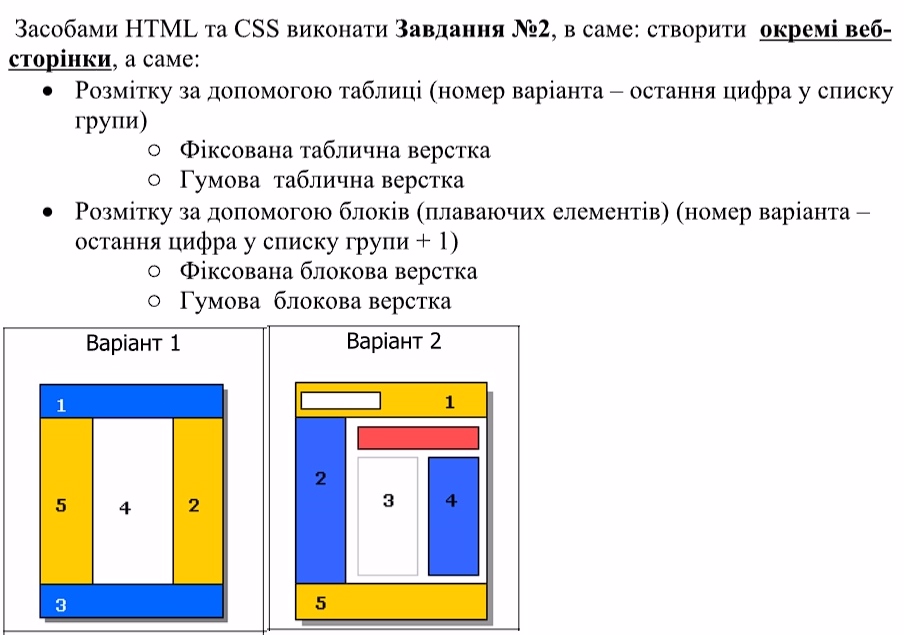 Засобами HTML та CSS виконати Завдання №2, в саме: створити окремі веб-
сторінки, а саме:
• Розмітку за допомогою таблиці (номер варіанта – остання цифра у списку
групи)
○ Фіксована таблична верстка
○ Гумова таблична верстка
• Розмітку за допомогою блоків (плаваючих елементів) (номер варіанта –
остання цифра у списку групи + 1)
○ Фіксована блокова верстка
○ Гумова блокова верстка
Варіант 1
1
5
4
2
3
Варіант 2
1
2
3
4
5